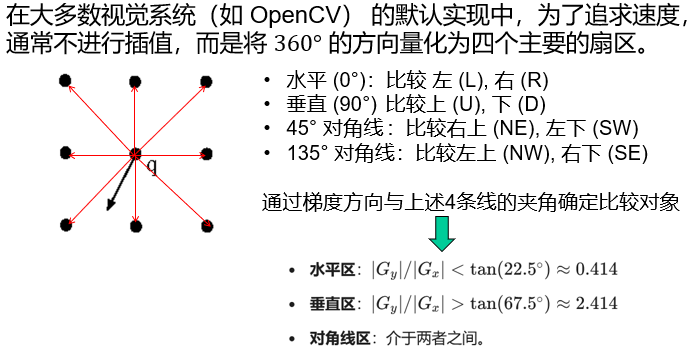 在大多数视觉系统（如 OpenCV） 的默认实现中，为了追求速度，
通常不进行插值，而是将 360° 的方向量化为四个主要的扇区。
• 水平 (0°)：比较 左 (L), 右 (R)
• 垂直 (90°) 比较上 (U), 下 (D)
• 45° 对角线：比较右上 (NE), 左下 (SW)
• 135° 对角线：比较左上 (NW), 右下 (SE)
q
通过梯度方向与上述4条线的夹角确定比较对象
• 水平区：|G_y|/|G_x| < tan(22.5°) ≈ 0.414
• 垂直区：|G_y|/|G_x| > tan(67.5°) ≈ 2.414
• 对角线区：介于两者之间。